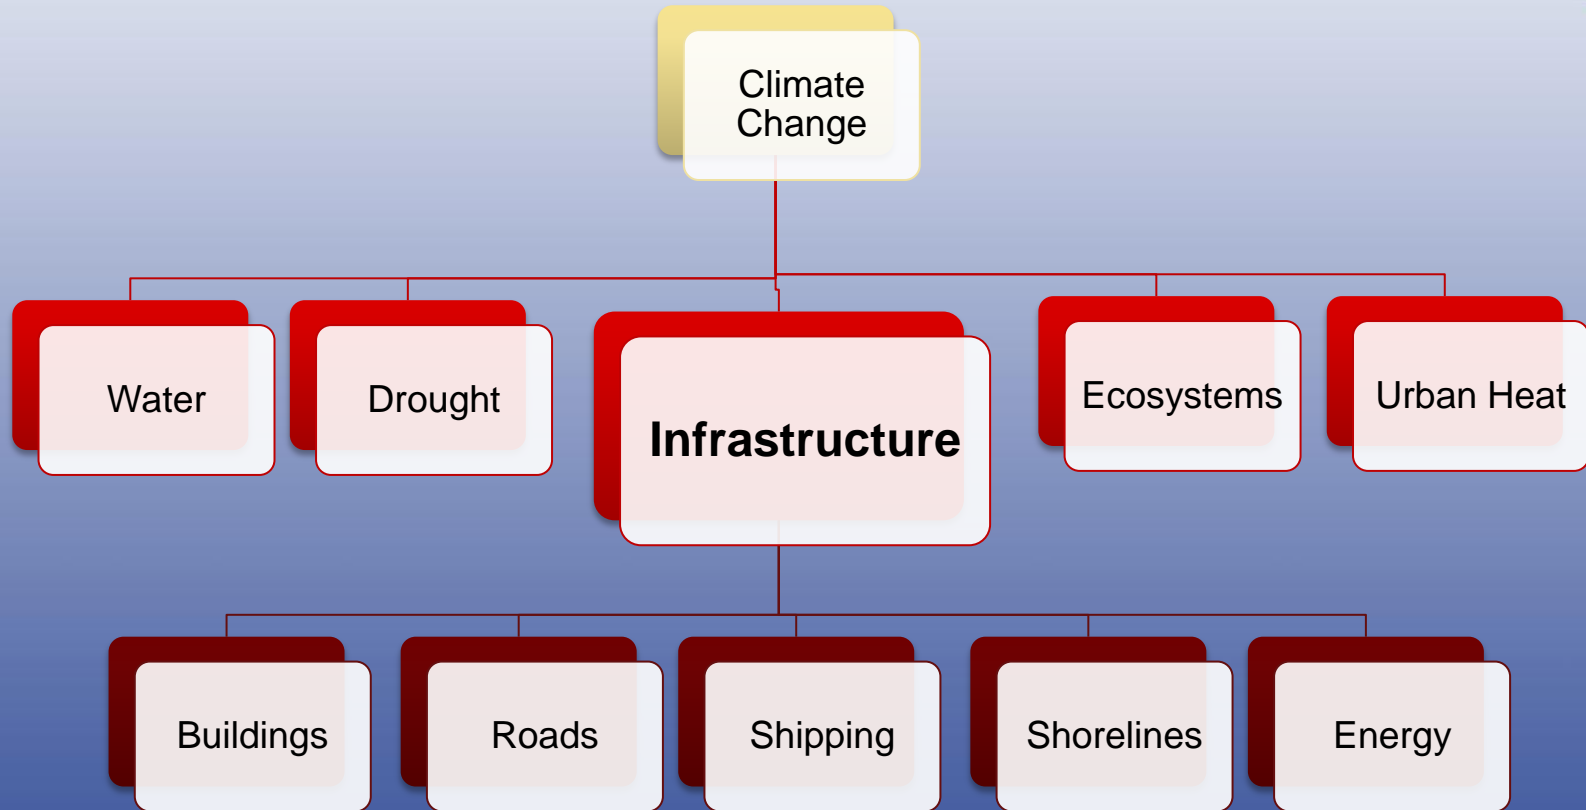 Climate
Change
Water
Drought
Infrastructure
Ecosystems
Urban Heat
Buildings
Roads
Shipping
Shorelines
Energy